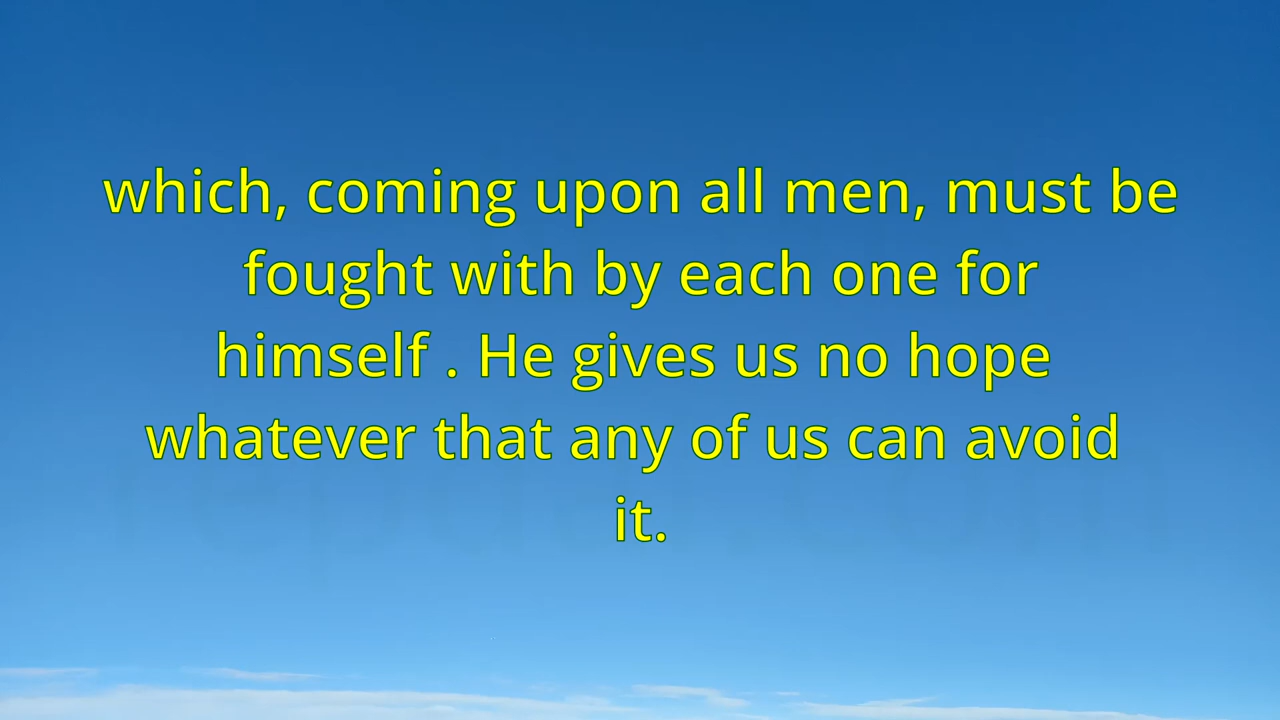 which, coming upon all men, must be
fought with by each one for
himself . He gives us no hope
whatever that any of us can avoid
it.